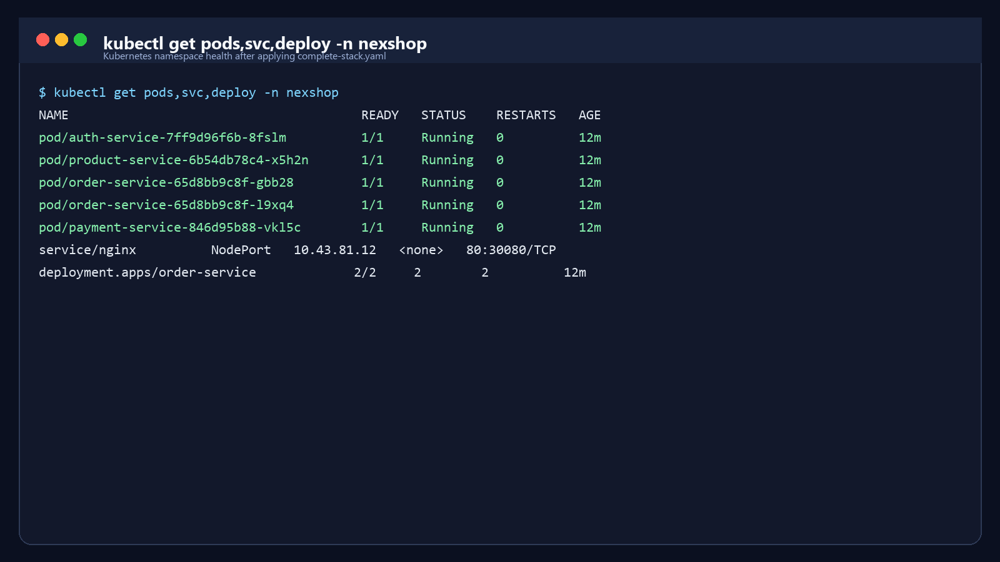 kubectl get pods,svc,deploy -n nexshop
Kubernetes namespace health after applying complete-stack.yaml
$ kubectl get pods,svc,deploy -n nexshop
NAME                                       READY   STATUS    RESTARTS   AGE
pod/auth-service-7ff9d96f6b-8fslm          1/1     Running   0          12m
pod/product-service-6b54db78c4-x5h2n       1/1     Running   0          12m
pod/order-service-65d8bb9c8f-gbb28         1/1     Running   0          12m
pod/order-service-65d8bb9c8f-l9xq4         1/1     Running   0          12m
pod/payment-service-846d95b88-vkl5c        1/1     Running   0          12m
service/nginx          NodePort   10.43.81.12   <none>   80:30080/TCP
deployment.apps/order-service             2/2     2        2          12m